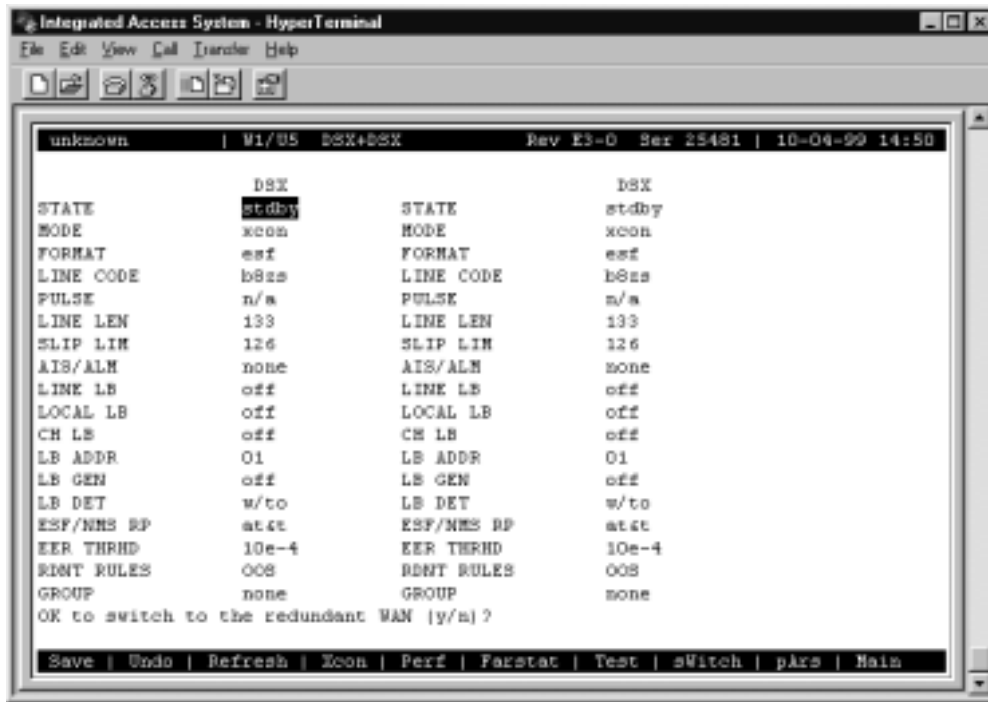 Integrated Access System - HyperTerminal
File Edit View Call Transfer Help
unknown | W1/U5 DSX+DSX Rev E3-0 Ser 25481 | 10-04-99 14:50
DSX DSX
STATE stdby STATE stdby
MODE xcon MODE xcon
FORMAT esf FORMAT esf
LINE CODE b8zs LINE CODE b8zs
PULSE n/a PULSE n/a
LINE LEN 133 LINE LEN 133
SLIP LIM 126 SLIP LIM 126
AIS/ALM none AIS/ALM none
LINE LB off LINE LB off
LOCAL LB off LOCAL LB off
CH LB off CH LB off
LB ADDR 01 LB ADDR 01
LB GEN off LB GEN off
LB DET w/to LB DET w/to
ESF/NMS RP at&t ESF/NMS RP at&t
EER THRHD 10e-4 EER THRHD 10e-4
RDNT RULES OOS RDNT RULES OOS
GROUP none GROUP none
OK to switch to the redundant WAN (y/n)?
Save | Undo | Refresh | Xcon | Perf | Farstat | Test | sWitch | pArs | Main